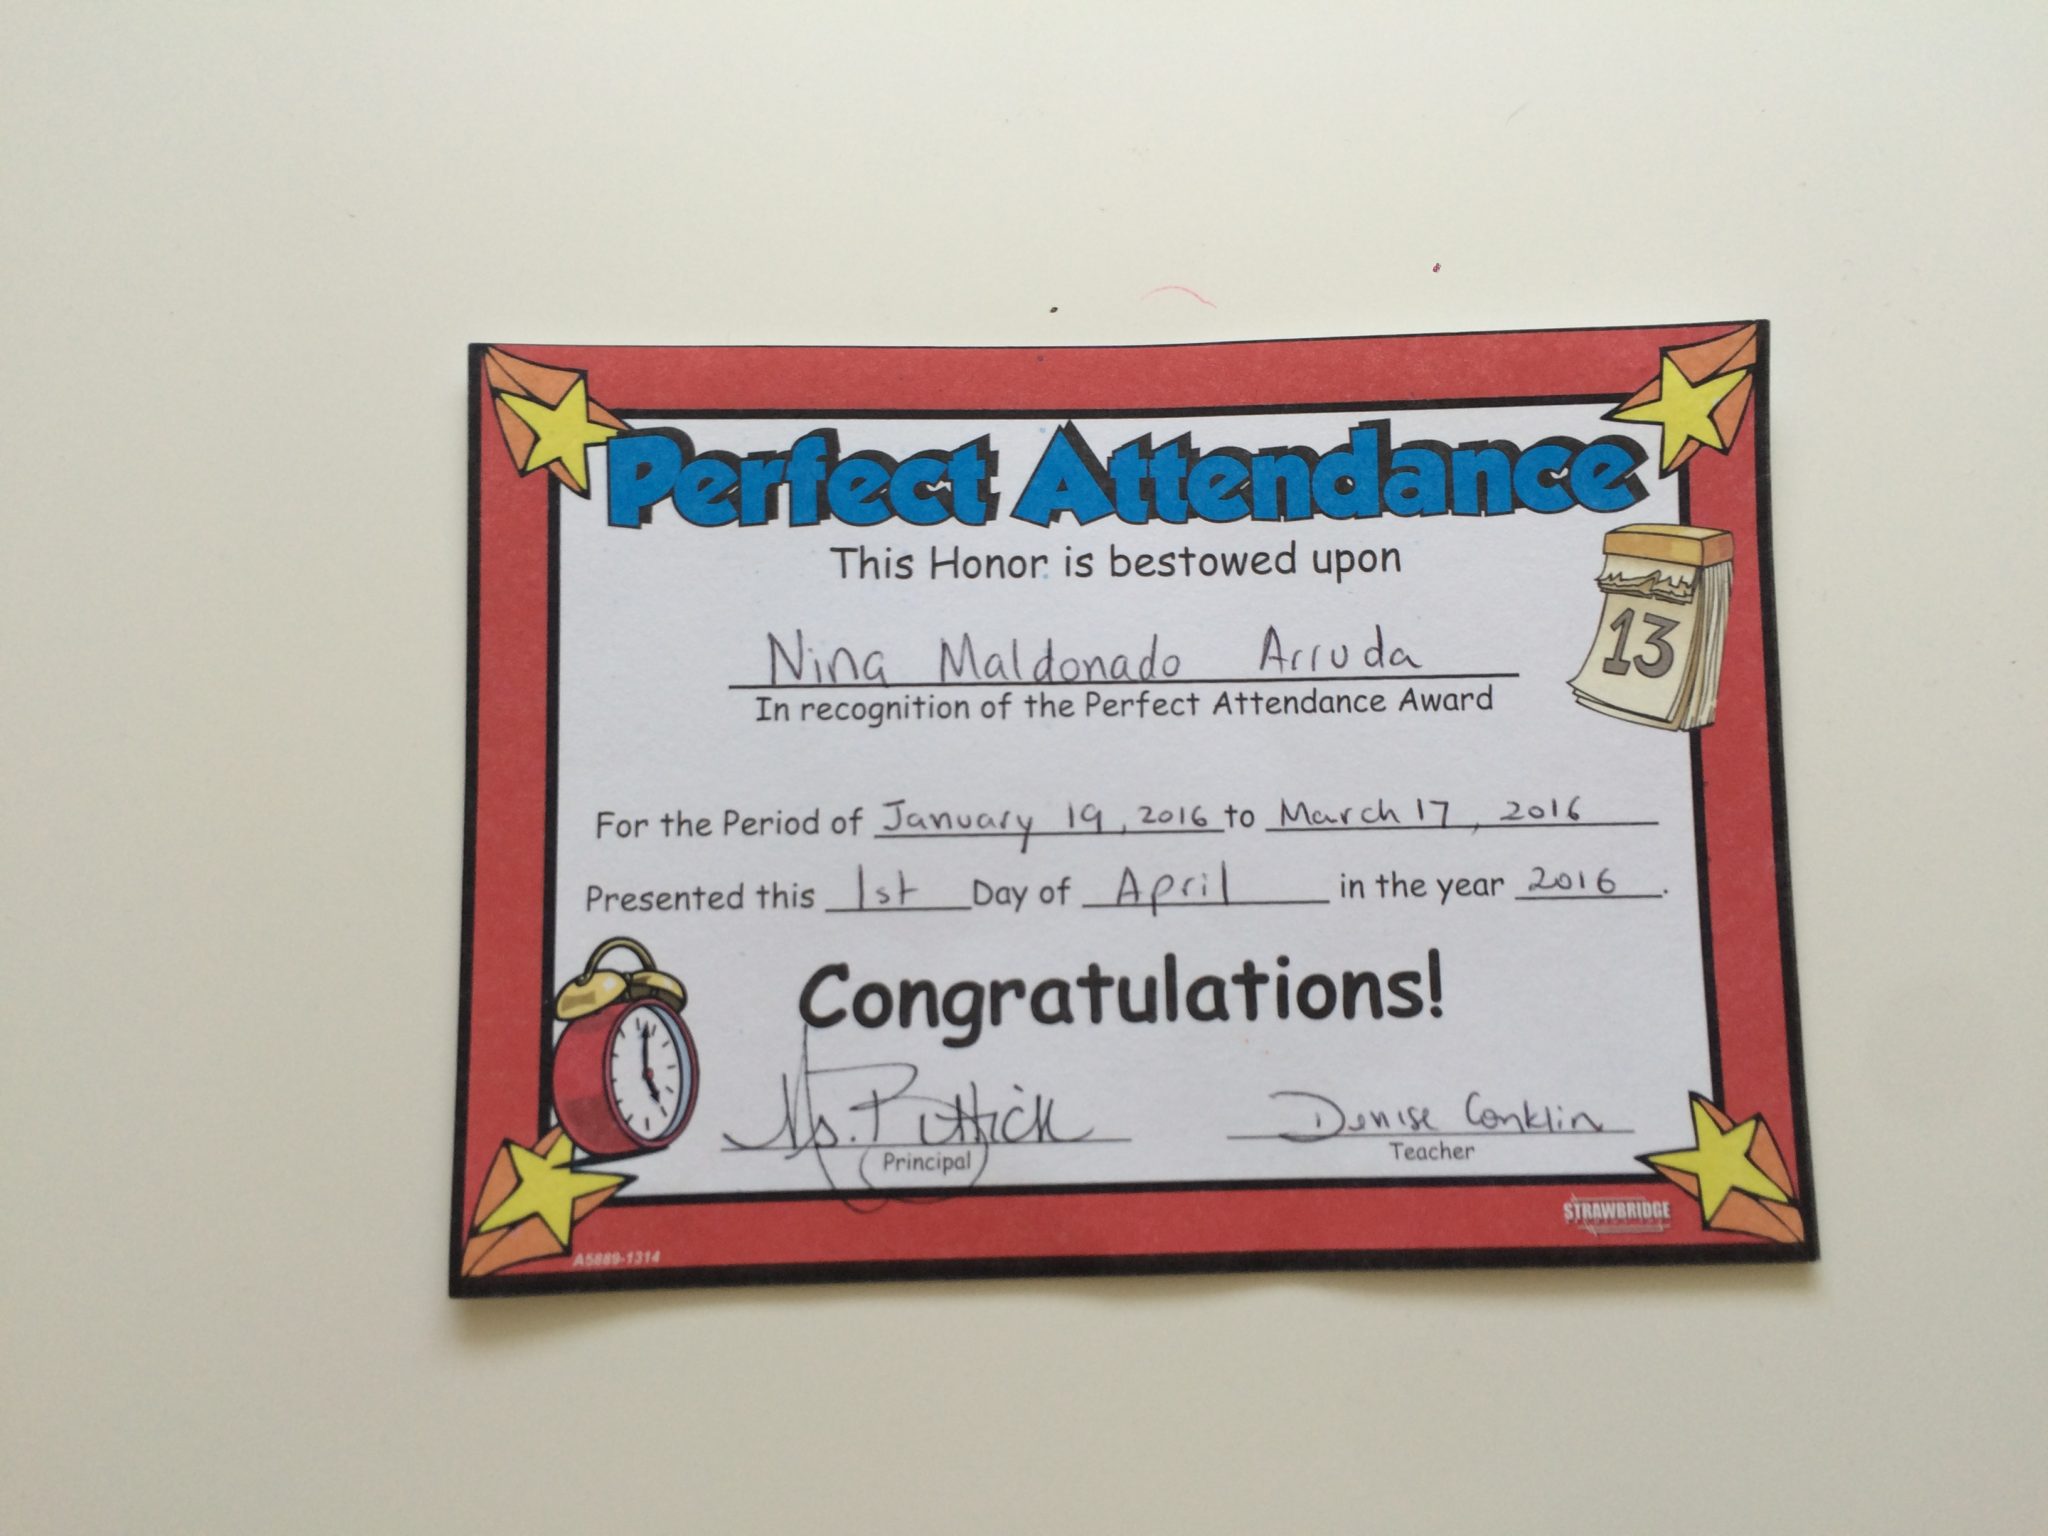 Perfect Attendance
This Honor is bestowed upon
13
Nina Maldonado Arruda
In recognition of the Perfect Attendance Award
For the Period of January 19, 2016 to March 17, 2016
Presented this 1st Day of April in the year 2016.
Congratulations!
Ms. Puttick Denise Conklin
Principal Teacher
STRAWBRIDGE
A5889-1314